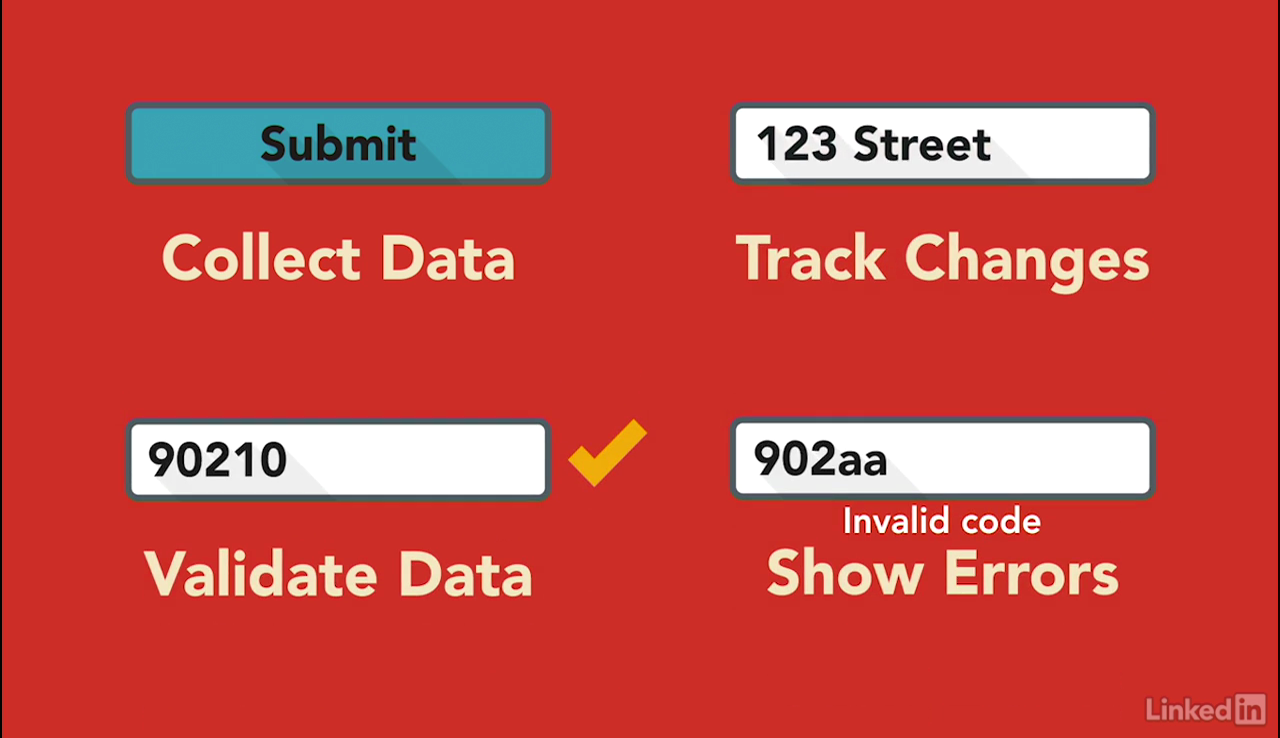 Submit
Collect Data
123 Street
Track Changes
90210
Validate Data
902aa
Invalid code
Show Errors
LinkedIn